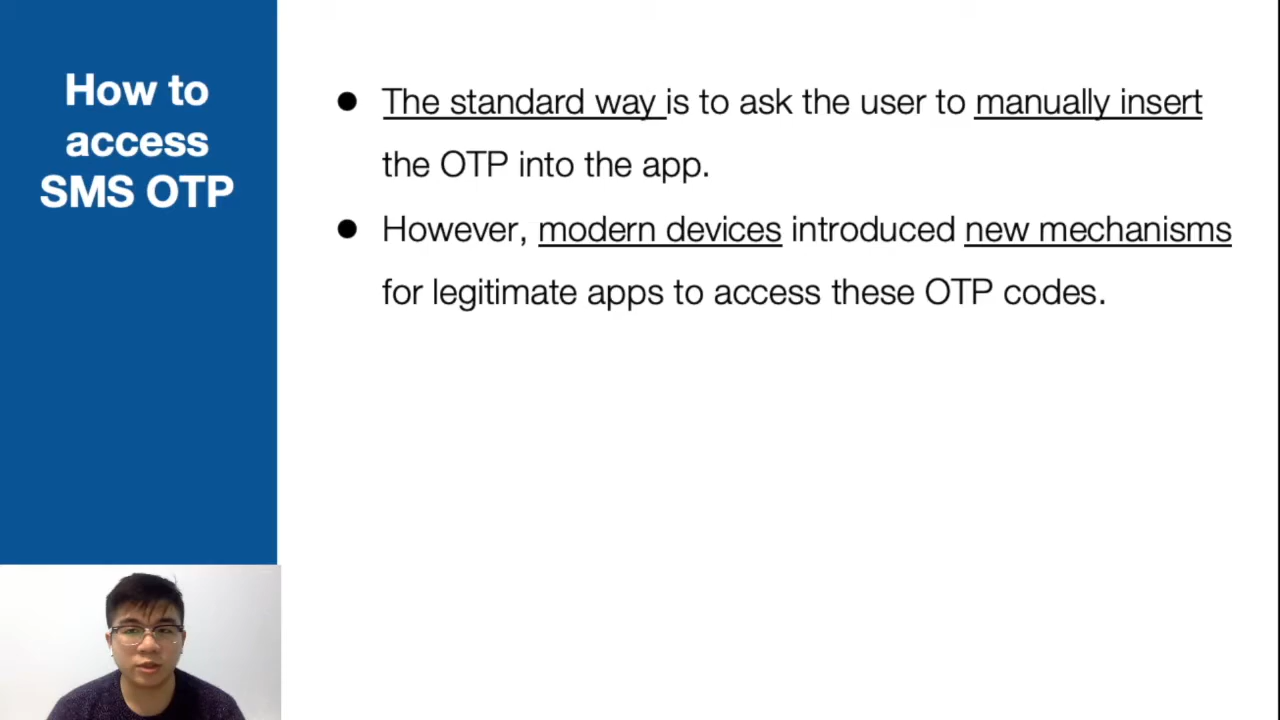 How to
access
SMS OTP
● The standard way is to ask the user to manually insert
the OTP into the app.
● However, modern devices introduced new mechanisms
for legitimate apps to access these OTP codes.